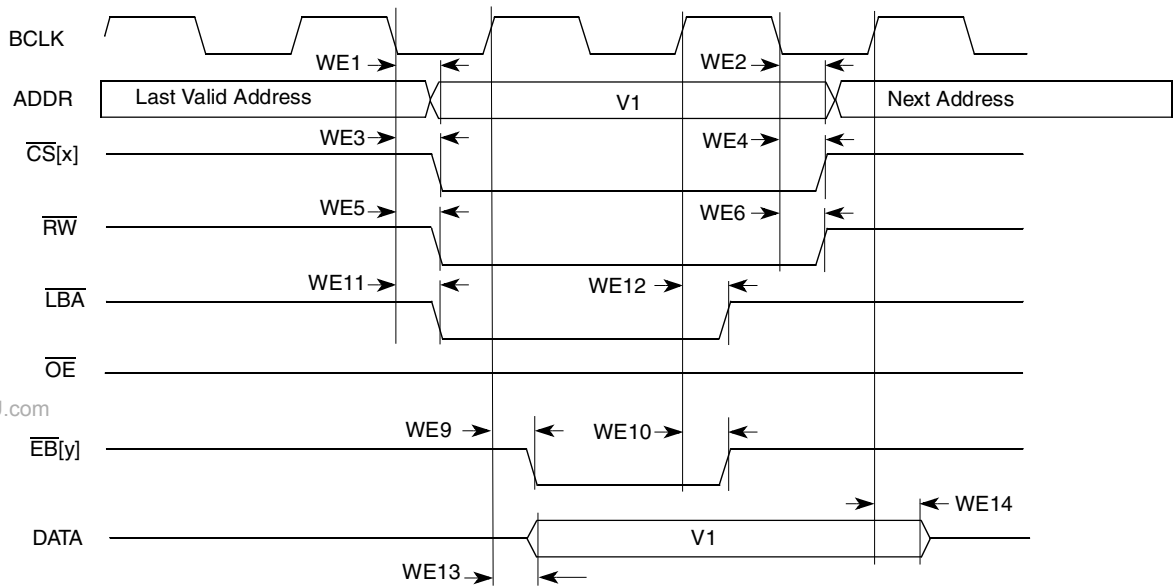 BCLK
WE1
WE2
ADDR
Last Valid Address
V1
Next Address
WE3
WE4
CS[x]
WE5
WE6
RW
WE11
WE12
LBA
OE
.com
WE9
WE10
EB[y]
WE14
DATA
V1
WE13